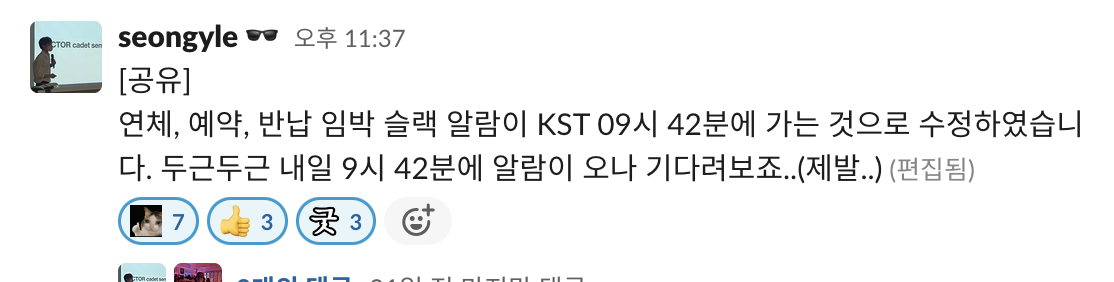 seongyle 오후 11:37
[공유]
연체, 예약, 반납 임박 슬랙 알람이 KST 09시 42분에 가는 것으로 수정하였습니
다. 두근두근 내일 9시 42분에 알람이 오나 기다려보죠..(제발..) (편집됨)
7 3 굿 3